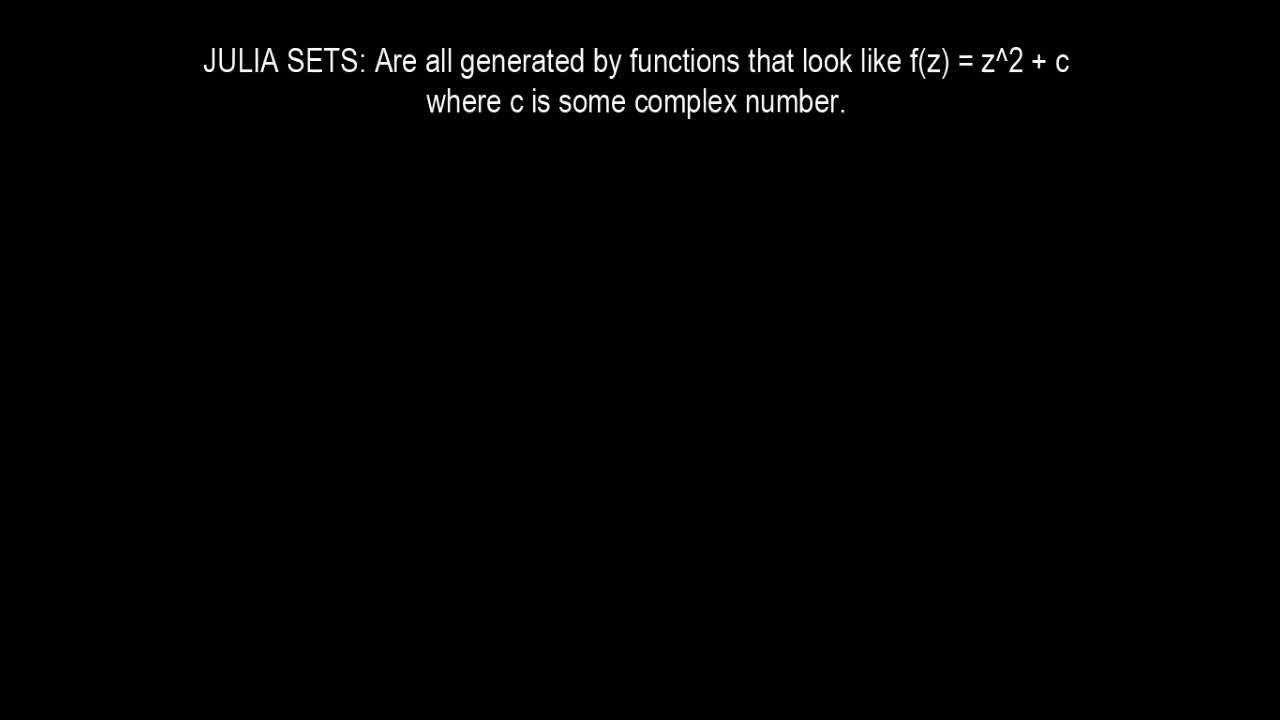 JULIA SETS: Are all generated by functions that look like f(z) = z^2 + c
where c is some complex number.